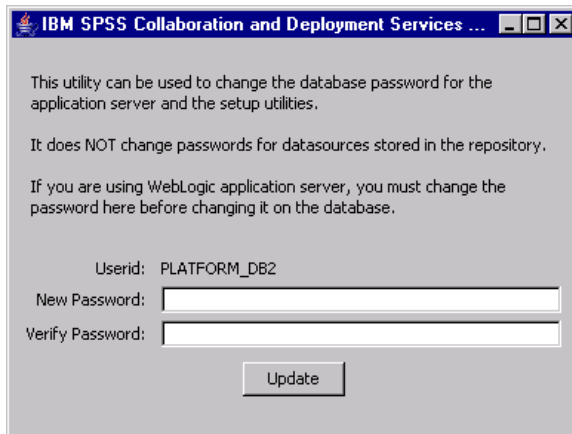 IBM SPSS Collaboration and Deployment Services ...
This utility can be used to change the database password for the
application server and the setup utilities.
It does NOT change passwords for datasources stored in the repository.
If you are using WebLogic application server, you must change the
password here before changing it on the database.
Userid: PLATFORM_DB2
New Password:
Verify Password:
Update